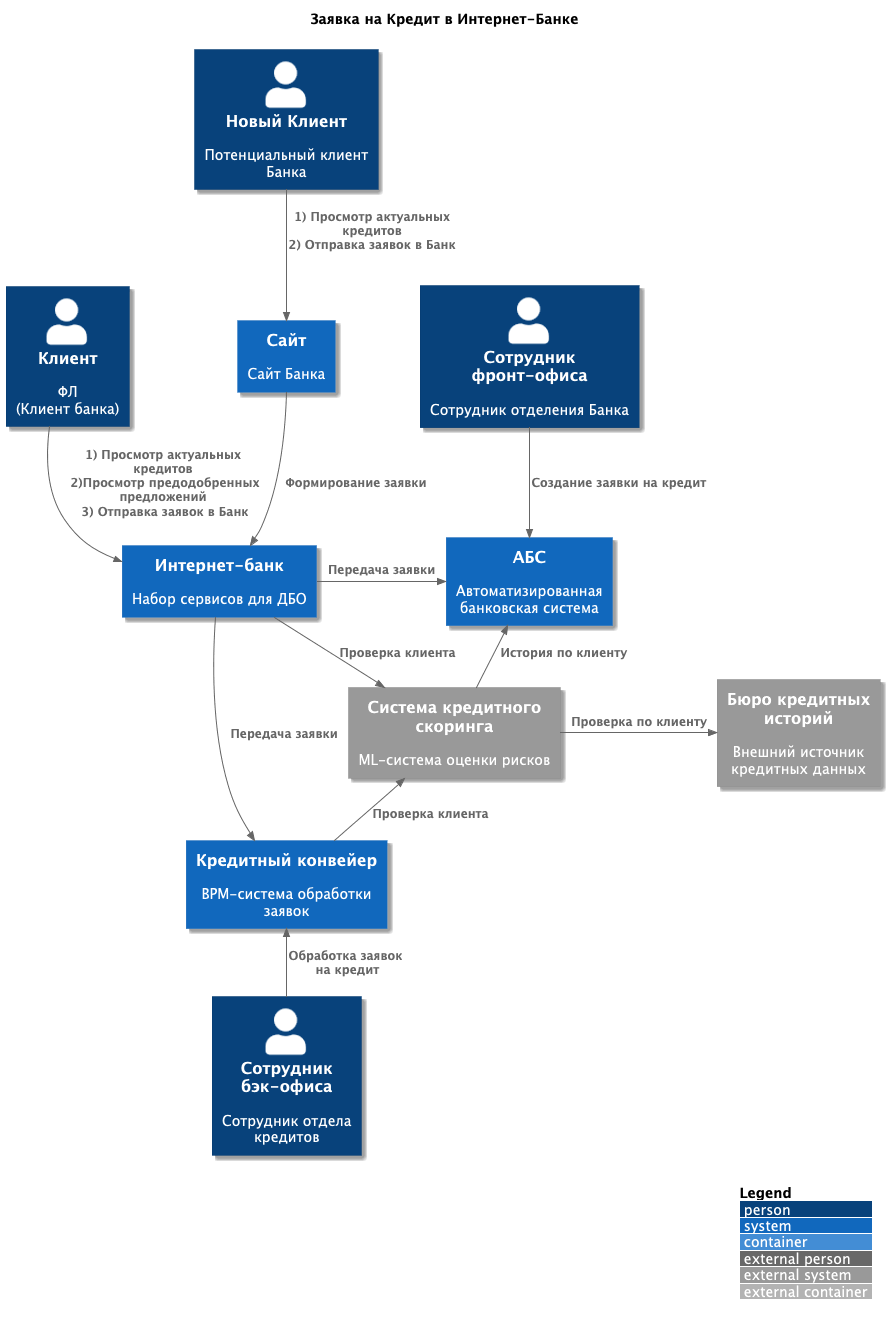 Заявка на Кредит в Интернет-Банке
Новый Клиент
Потенциальный клиент
Банка
1) Просмотр актуальных
кредитов
2) Отправка заявок в Банк
Клиент
ФЛ
(Клиент банка)
Сайт
Сайт Банка
Сотрудник
фронт-офиса
Сотрудник отделения Банка
1) Просмотр актуальных
кредитов
2)Просмотр предодобренных
предложений
3) Отправка заявок в Банк
Формирование заявки
Создание заявки на кредит
Интернет-банк
Набор сервисов для ДБО
Передача заявки
АБС
Автоматизированная
банковская система
Проверка клиента
История по клиенту
Передача заявки
Система кредитного
скоринга
ML-система оценки рисков
Проверка по клиенту
Бюро кредитных
историй
Внешний источник
кредитных данных
Проверка клиента
Кредитный конвейер
BPM-система обработки
заявок
Обработка заявок
на кредит
Сотрудник
бэк-офиса
Сотрудник отдела
кредитов
Legend
person
system
container
external person
external system
external container